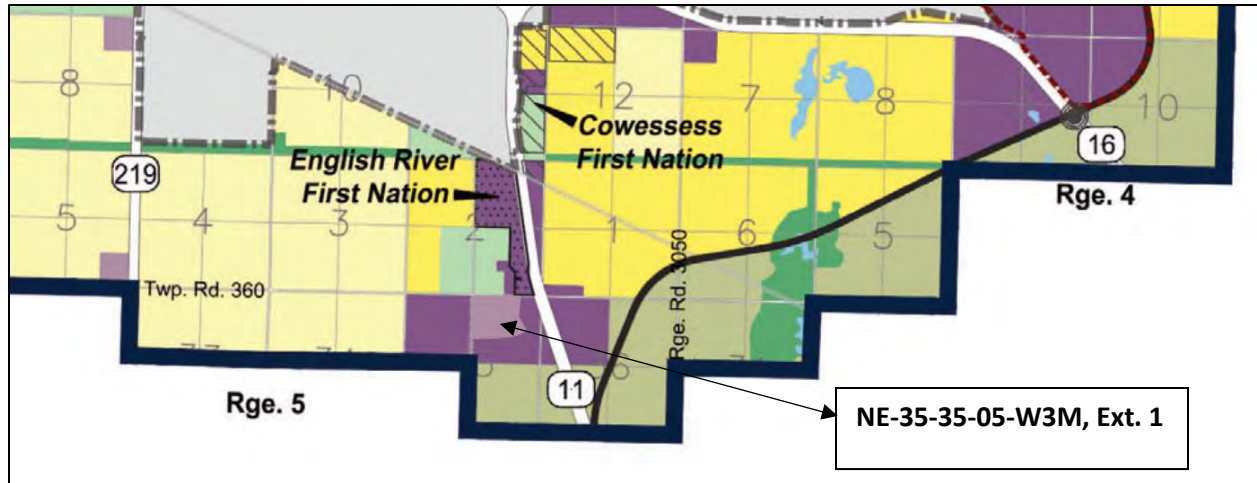 8
10
12
7
8
10
Cowessess
First Nation
16
English River
First Nation
219
Rge. 4
5
4
3
2
1
6
5
Rge. Rd. 3050
Twp. Rd. 360
11
Rge. 5
NE-35-35-05-W3M, Ext. 1